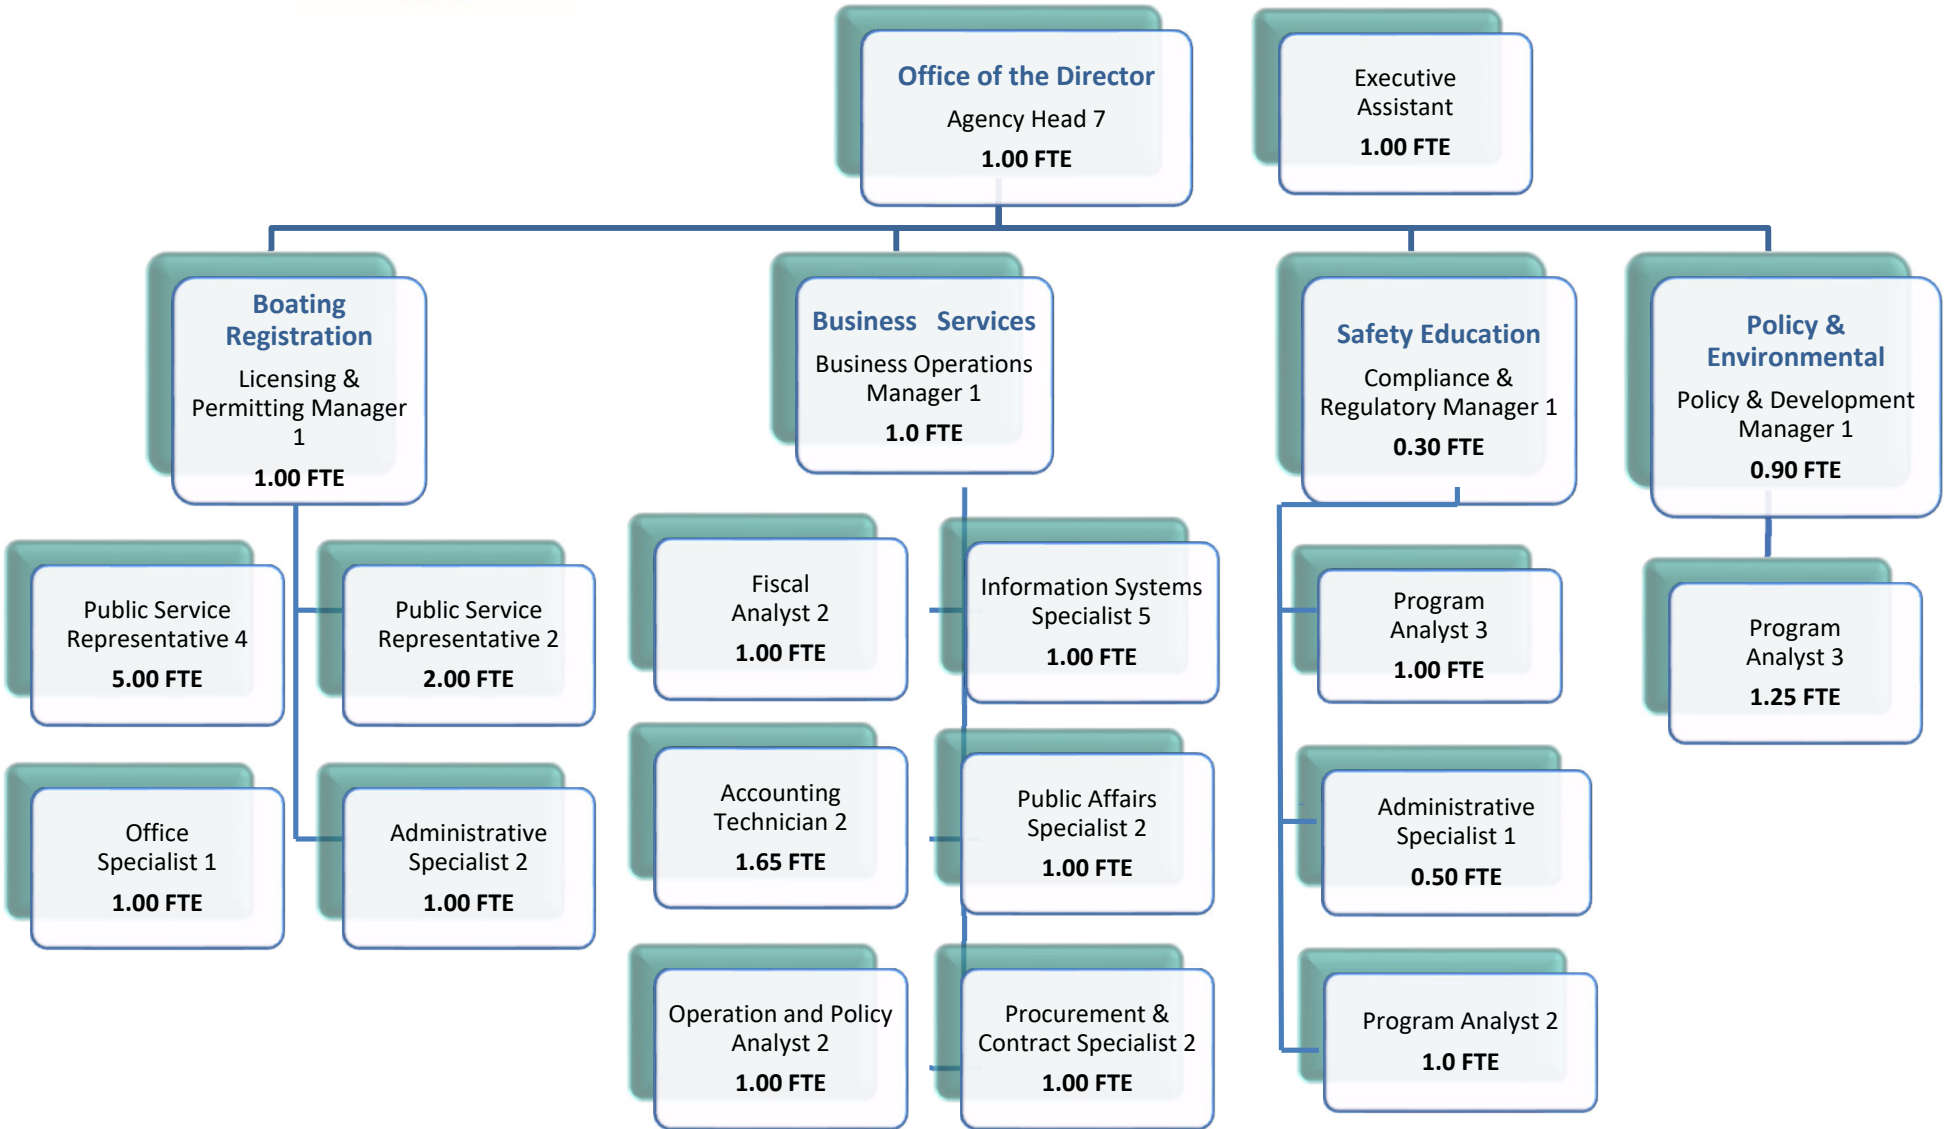 Office of the Director
Agency Head 7
1.00 FTE
Executive
Assistant
1.00 FTE
Boating
Registration
Licensing &
Permitting Manager
1
1.00 FTE
Business Services
Business Operations
Manager 1
1.0 FTE
Safety Education
Compliance &
Regulatory Manager 1
0.30 FTE
Policy &
Environmental
Policy & Development
Manager 1
0.90 FTE
Public Service
Representative 4
5.00 FTE
Public Service
Representative 2
2.00 FTE
Office
Specialist 1
1.00 FTE
Administrative
Specialist 2
1.00 FTE
Fiscal
Analyst 2
1.00 FTE
Information Systems
Specialist 5
1.00 FTE
Accounting
Technician 2
1.65 FTE
Public Affairs
Specialist 2
1.00 FTE
Operation and Policy
Analyst 2
1.00 FTE
Procurement &
Contract Specialist 2
1.00 FTE
Program
Analyst 3
1.00 FTE
Administrative
Specialist 1
0.50 FTE
Program Analyst 2
1.0 FTE
Program
Analyst 3
1.25 FTE